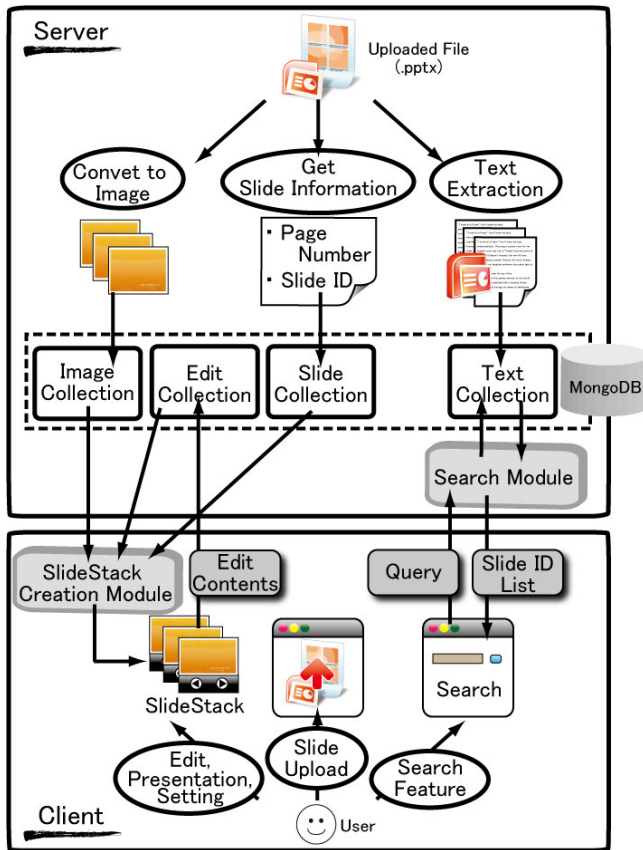 Server
Uploaded File
(.pptx)
Convet to
Image
Get
Slide Information
Text
Extraction
・ Page
Number
・ Slide ID
Image
Collection
Edit
Collection
Slide
Collection
Text
Collection
MongoDB
Search Module
SlideStack
Creation Module
Edit
Contents
Query
Slide ID
List
SlideStack
Search
Edit,
Presentation,
Setting
Slide
Upload
Search
Feature
Client
User